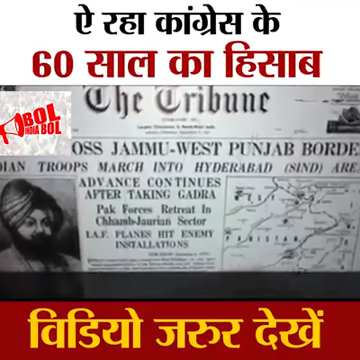 ऐ रहा कांग्रेस के
60 साल का हिसाब
The Tribune
BOL
INDIA
BOL
OSS JAMMU-WEST PUNJAB BORDE
DIAN TROOPS MARCH INTO HYDERABAD (SIND) ARE
ADVANCE CONTINUES
AFTER TAKING GADRA
Pak Forces Retreat In
Chhamb-Jaurian Sector
I.A.F. PLANES HIT ENEMY
INSTALLATIONS
विडियो जरुर देखें